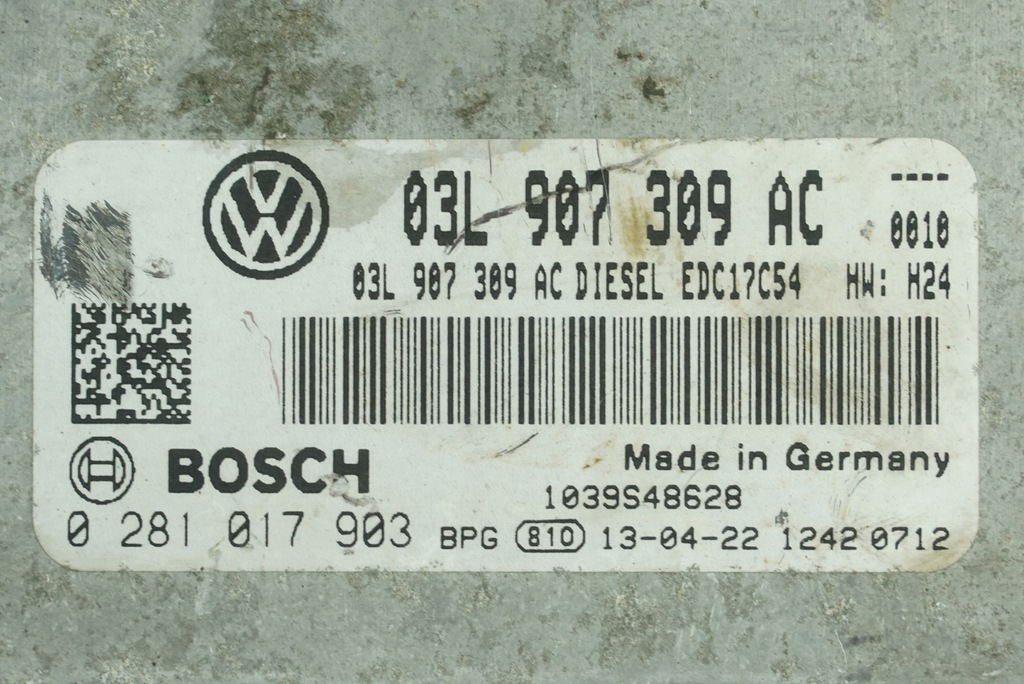 03L 907 309 AC ----
0010
03L 907 309 AC DIESEL EDC17C54 HW: H24
BOSCH
Made in Germany
1039S48628
0 281 017 903 BPG 810 13-04-22 1242 0712